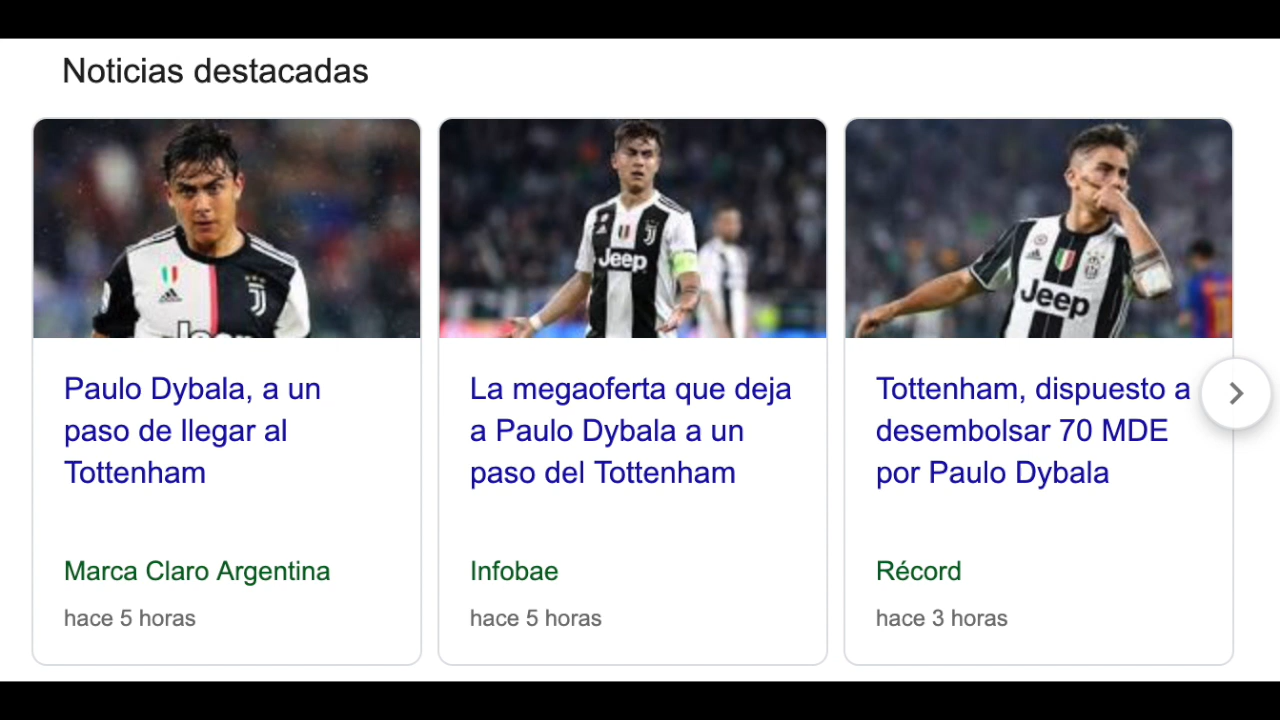 Noticias destacadas
Jeep
Jeep
Paulo Dybala, a un
paso de llegar al
Tottenham
La megaoferta que deja
a Paulo Dybala a un
paso del Tottenham
Tottenham, dispuesto a
desembolsar 70 MDE
por Paulo Dybala
Marca Claro Argentina
Infobae
Récord
hace 5 horas
hace 5 horas
hace 3 horas